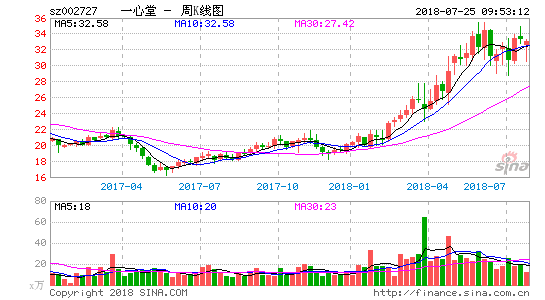 sz002727 一心堂 - 周K线图 2018-07-25 09:53:12
MA5:32.58 MA10:32.58 MA30:27.42
36
34
32
30
28
26
24
22
20
18
16
sina
2017-04 2017-07 2017-10 2018-01 2018-04 2018-07
MA5:18 MA10:20 MA30:23
80
60
40
20
x万
Copyright 2018 SINA.COM http://finance.sina.com.cn